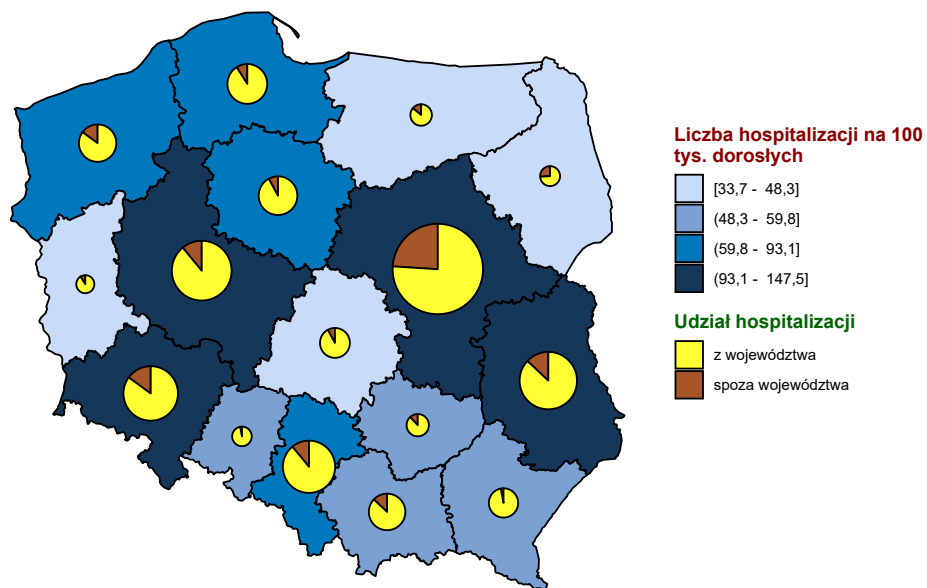 Liczba hospitalizacji na 100
tys. dorosłych
[33,7 - 48,3]
(48,3 - 59,8]
(59,8 - 93,1]
(93,1 - 147,5]
Udział hospitalizacji
z województwa
spoza województwa